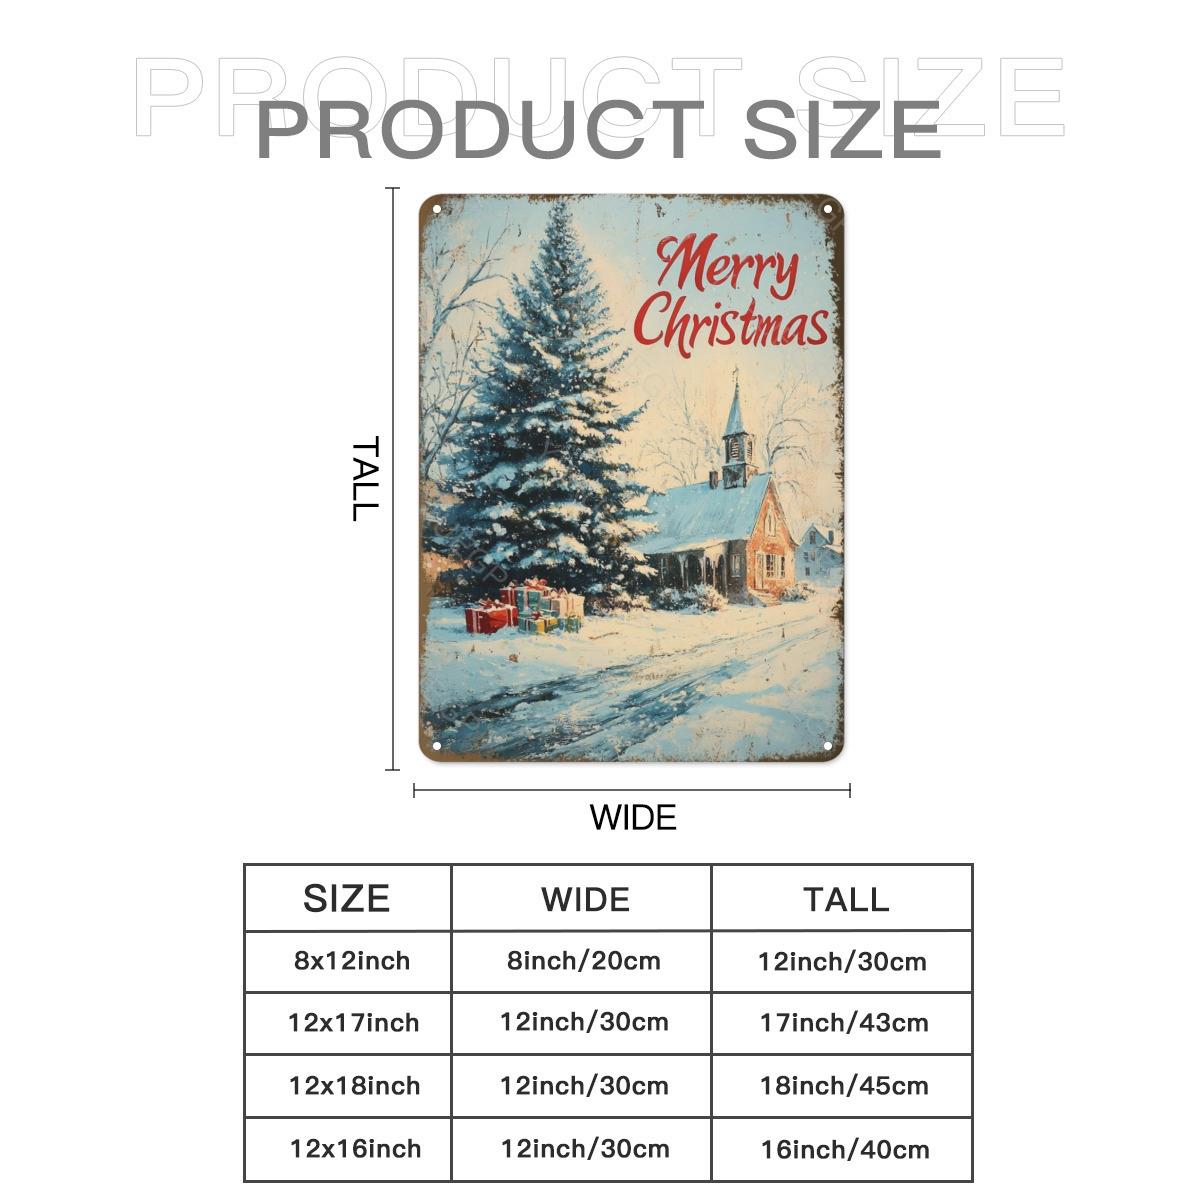 PRODUCT SIZE
PRODUCT SIZE
Merry
Christmas
TALL
WIDE
SIZE WIDE TALL
8x12inch 8inch/20cm 12inch/30cm
12x17inch 12inch/30cm 17inch/43cm
12x18inch 12inch/30cm 18inch/45cm
12x16inch 12inch/30cm 16inch/40cm